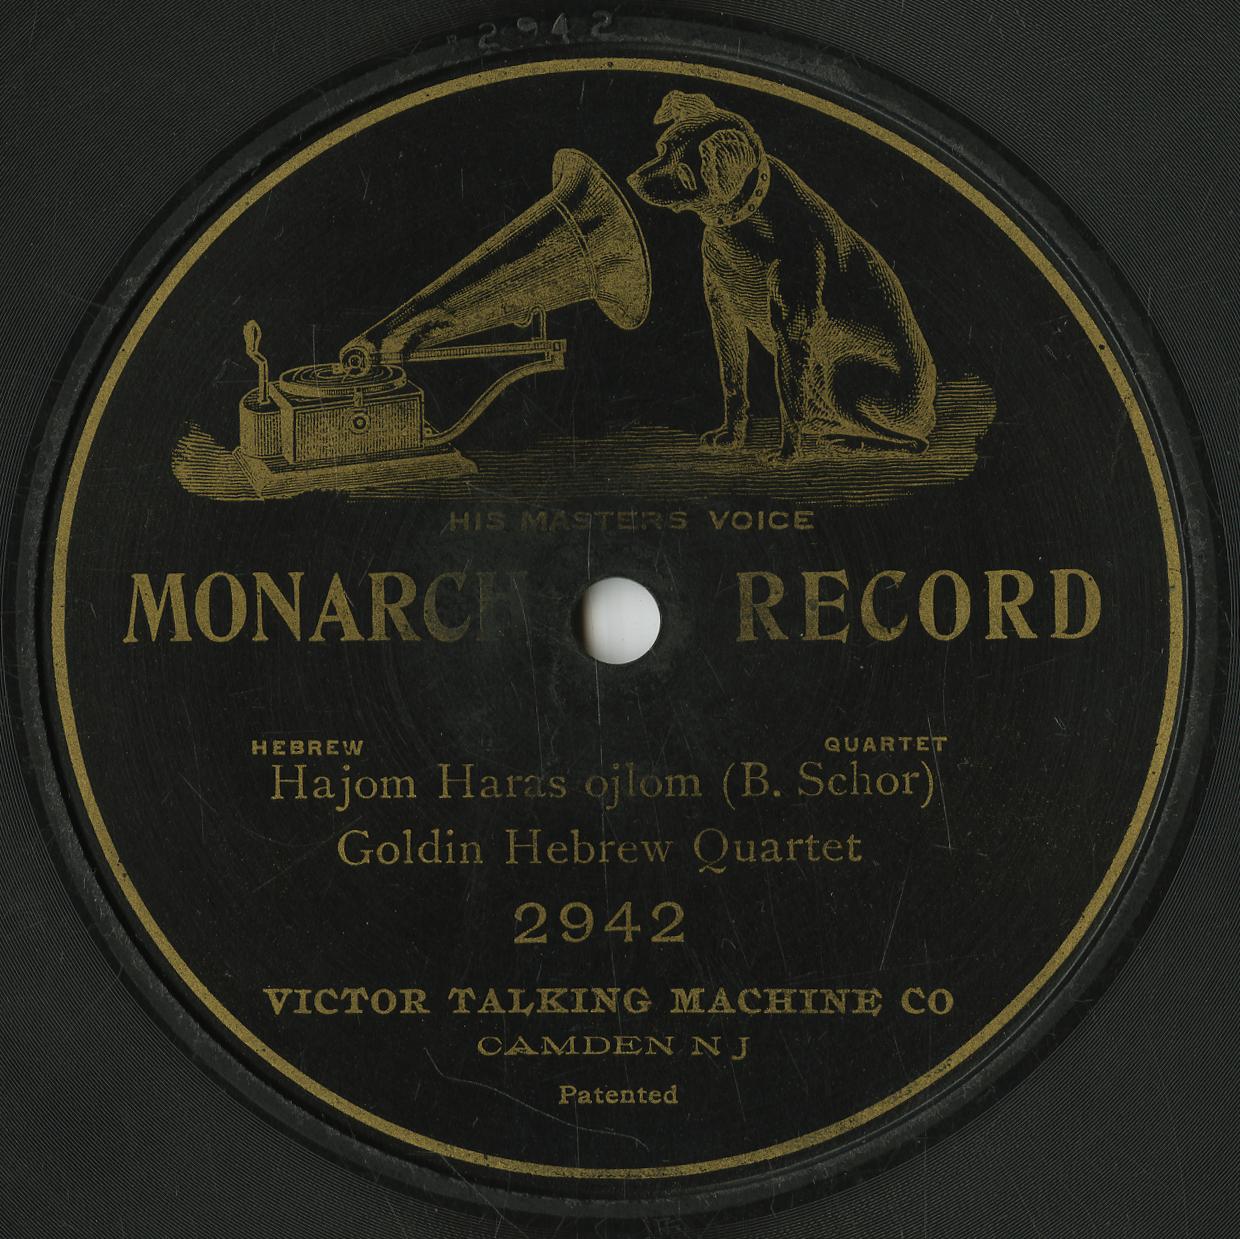 2942
HIS MASTERS VOICE
MONARCH RECORD
HEBREW QUARTET
Hajom Haras ojlom (B. Schor)
Goldin Hebrew Quartet
2942
VICTOR TALKING MACHINE CO
CAMDEN N J
Patented